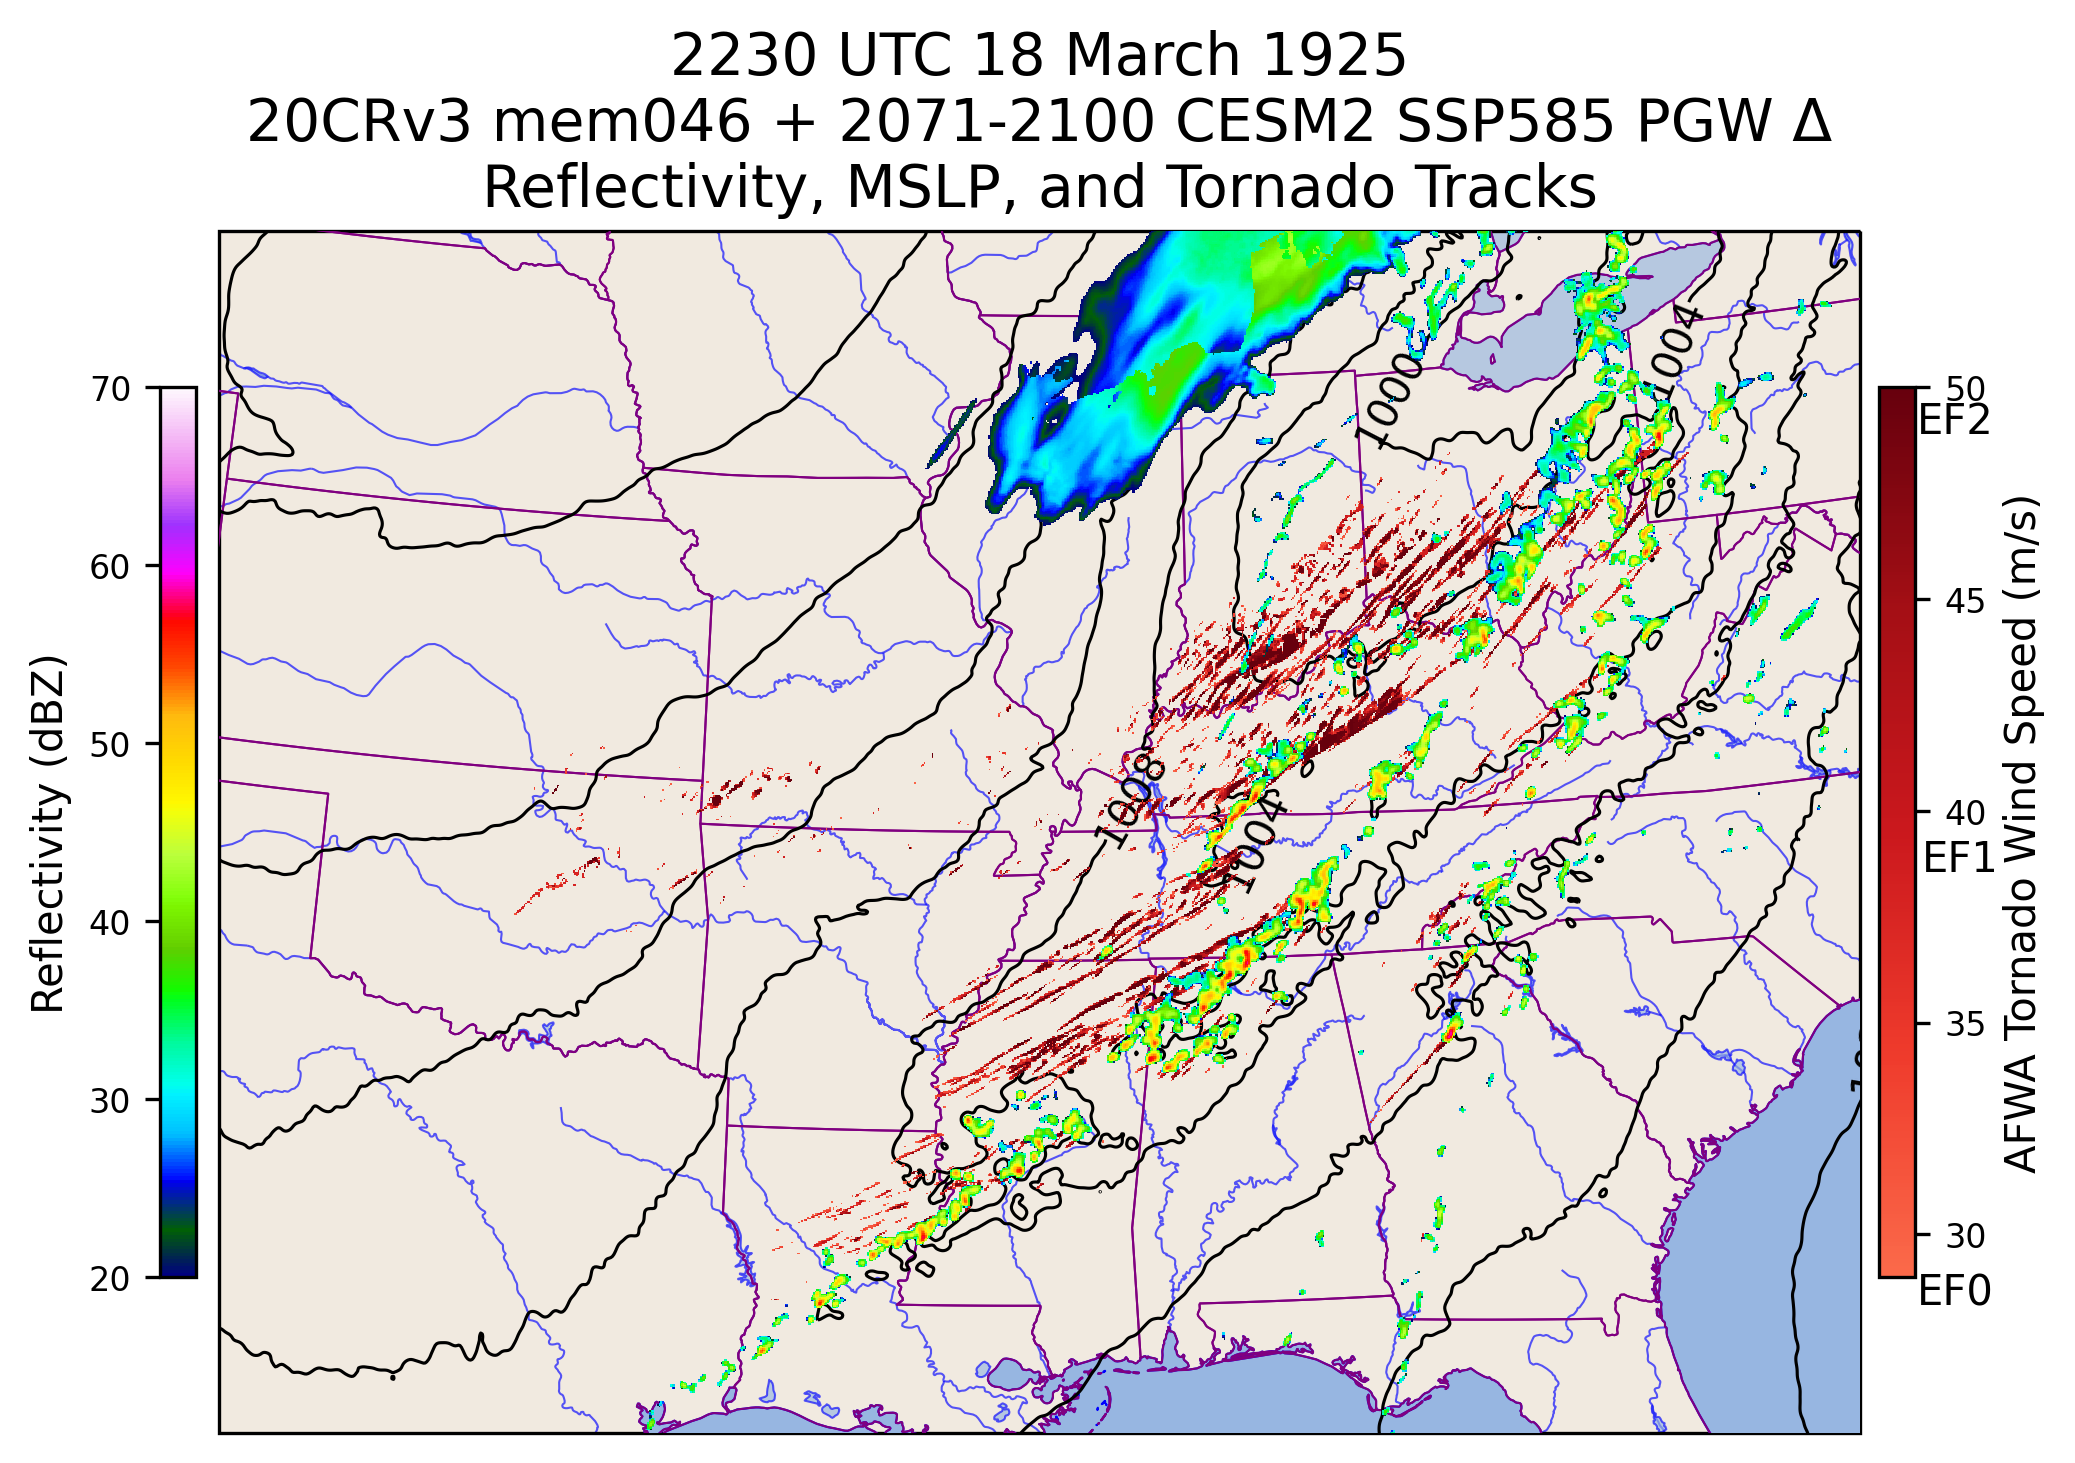 2230 UTC 18 March 1925
20CRv3 mem046 + 2071-2100 CESM2 SSP585 PGW Δ
Reflectivity, MSLP, and Tornado Tracks
Reflectivity (dBZ)
70
60
50
40
30
20
1000
1004
1008
1004
50
EF2
45
40
EF1
35
30
EF0
AFWA Tornado Wind Speed (m/s)